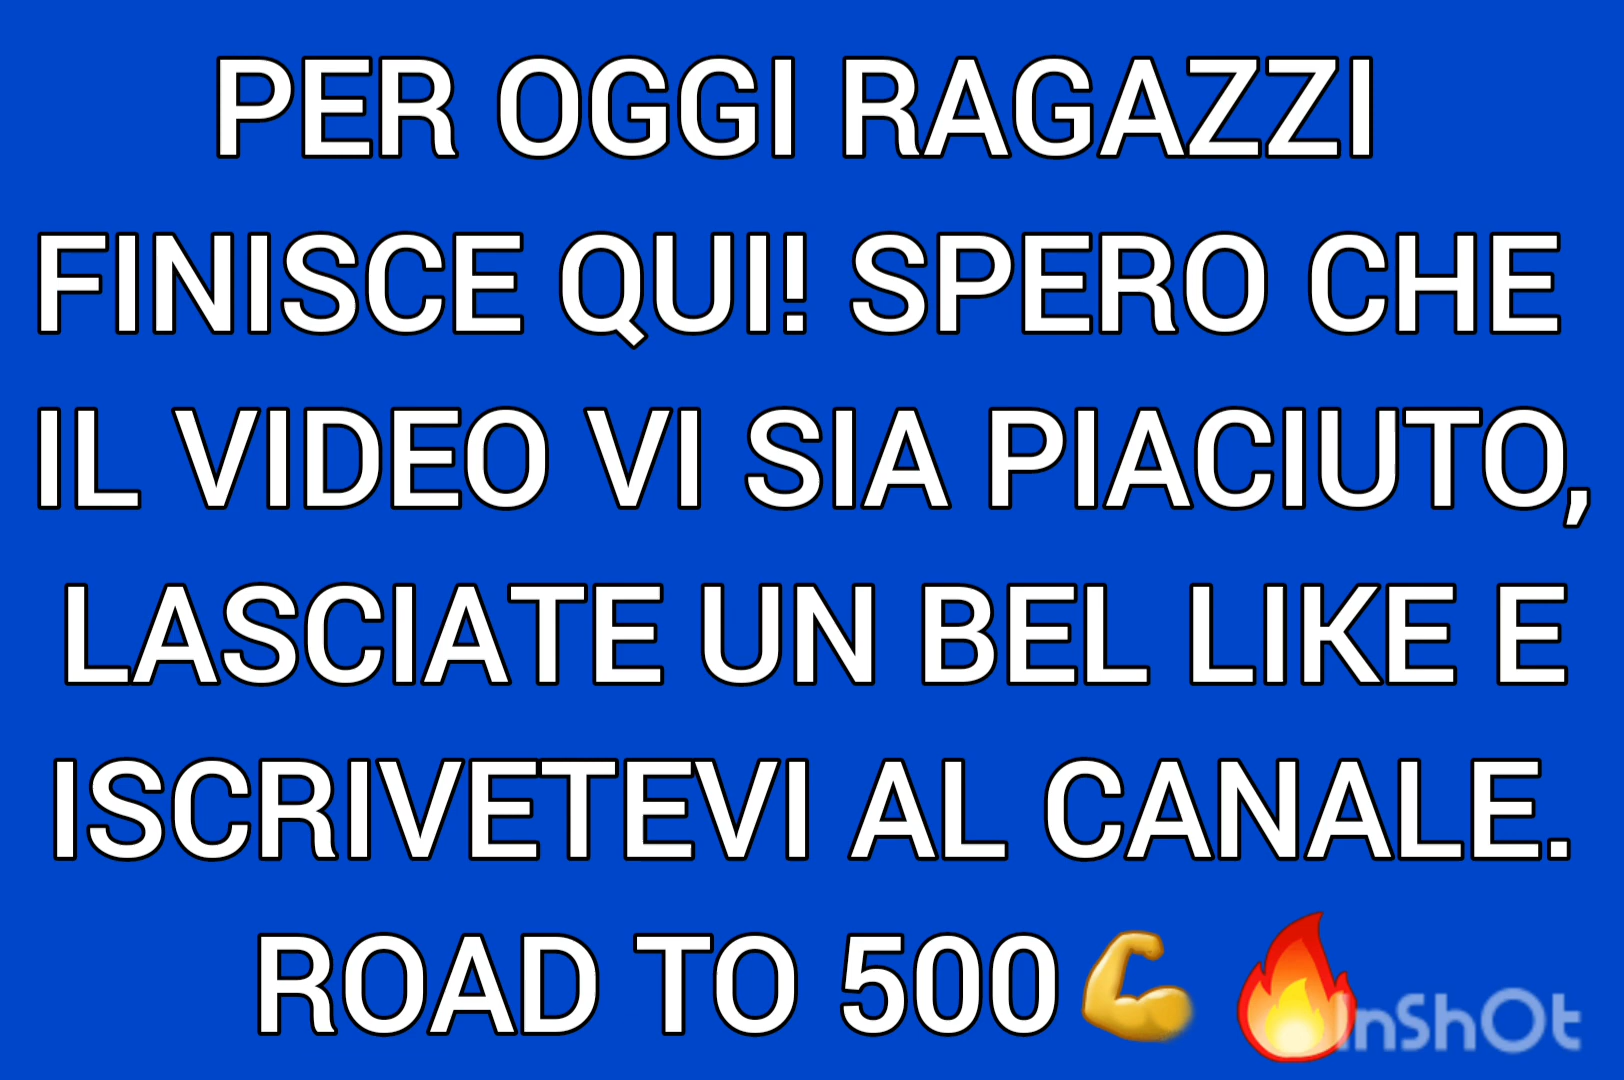 PER OGGI RAGAZZI
FINISCE QUI! SPERO CHE
IL VIDEO VI SIA PIACIUTO,
LASCIATE UN BEL LIKE E
ISCRIVETEVI AL CANALE.
ROAD TO 500💪 🔥
InShOt